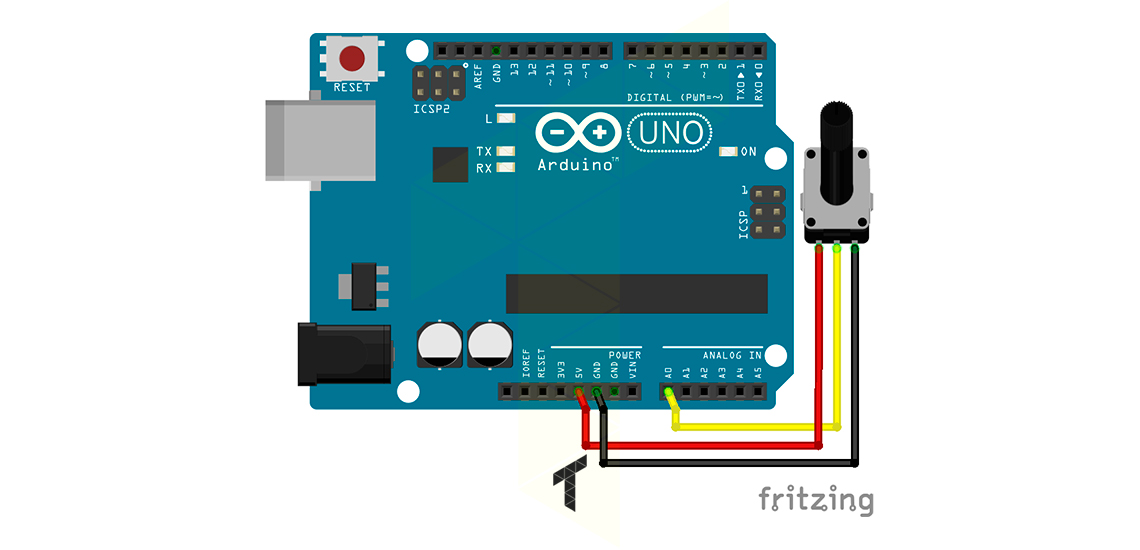 RESET
ICSP2
AREF
GND
13
12
~11
~10
~9
8
7
~6
~5
4
~3
2
TX0▶1
RX0◀0
DIGITAL (PWM=~)
L
TX
RX
Arduino™
UNO
ON
1
ICSP
POWER
IOREF
RESET
3V3
5V
GND
GND
VIN
ANALOG IN
A0
A1
A2
A3
A4
A5
fritzing